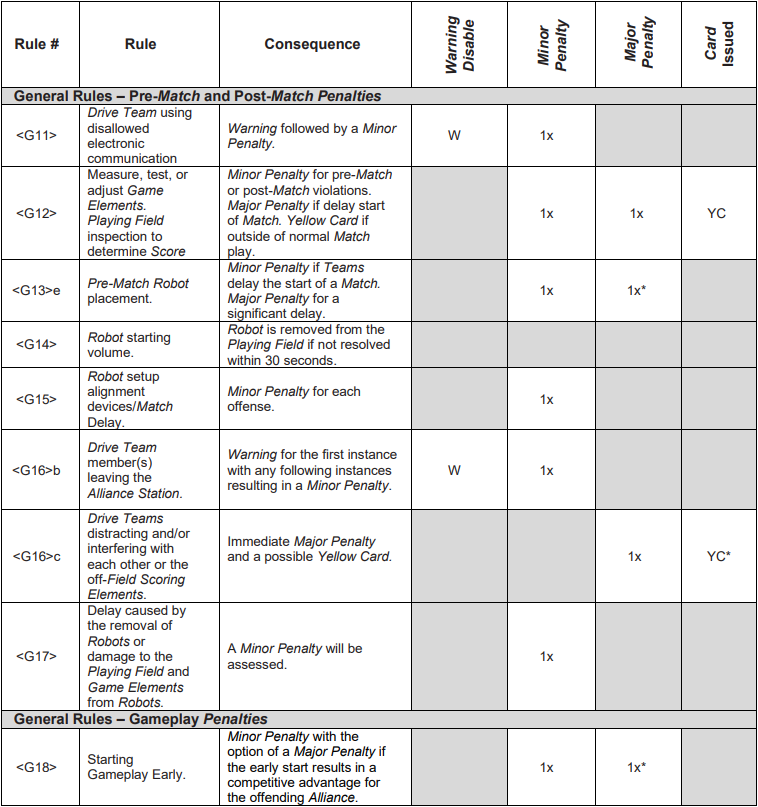 Rule #
Rule
Consequence
Warning
Disable
Minor
Penalty
Major
Penalty
Card
Issued
General Rules – Pre-Match and Post-Match Penalties
<G11>
Drive Team using
disallowed
electronic
communication
Warning followed by a Minor
Penalty.
W
1x
<G12>
Measure, test, or
adjust Game
Elements.
Playing Field
inspection to
determine Score
Minor Penalty for pre-Match
or post-Match violations.
Major Penalty if delay start
of Match. Yellow Card if
outside of normal Match
play.
1x
1x
YC
<G13>e
Pre-Match Robot
placement.
Minor Penalty if Teams
delay the start of a Match.
Major Penalty for a
significant delay.
1x
1x*
<G14>
Robot starting
volume.
Robot is removed from the
Playing Field if not resolved
within 30 seconds.
<G15>
Robot setup
alignment
devices/Match
Delay.
Minor Penalty for each
offense.
1x
<G16>b
Drive Team
member(s)
leaving the
Alliance Station.
Warning for the first instance
with any following instances
resulting in a Minor Penalty.
W
1x
<G16>c
Drive Teams
distracting and/or
interfering with
each other or the
off-Field Scoring
Elements.
Immediate Major Penalty
and a possible Yellow Card.
1x
YC*
<G17>
Delay caused by
the removal of
Robots or
damage to the
Playing Field and
Game Elements
from Robots.
A Minor Penalty will be
assessed.
1x
General Rules – Gameplay Penalties
<G18>
Starting
Gameplay Early.
Minor Penalty with the
option of a Major Penalty if
the early start results in a
competitive advantage for
the offending Alliance.
1x
1x*